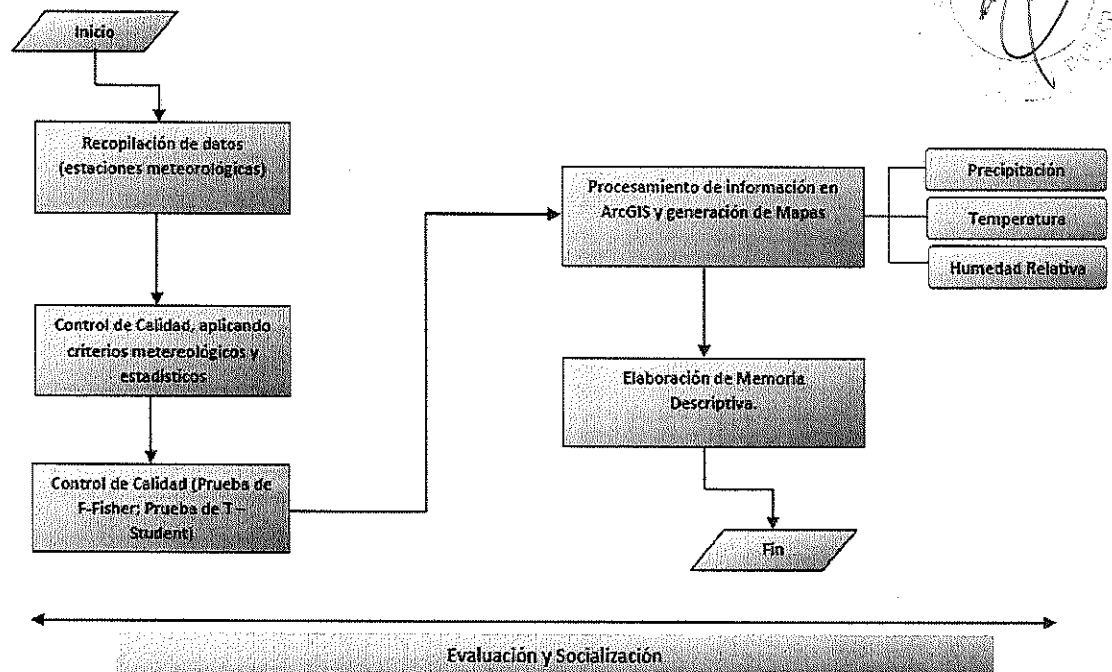 Inicio
Recopilación de datos
(estaciones meteorológicas)
Control de Calidad, aplicando
criterios metereológicos y
estadísticos
Control de Calidad (Prueba de
F-Fisher; Prueba de T –
Student)
Procesamiento de información en
ArcGIS y generación de Mapas
Precipitación
Temperatura
Humedad Relativa
Elaboración de Memoria
Descriptiva.
Fin
Evaluación y Socialización